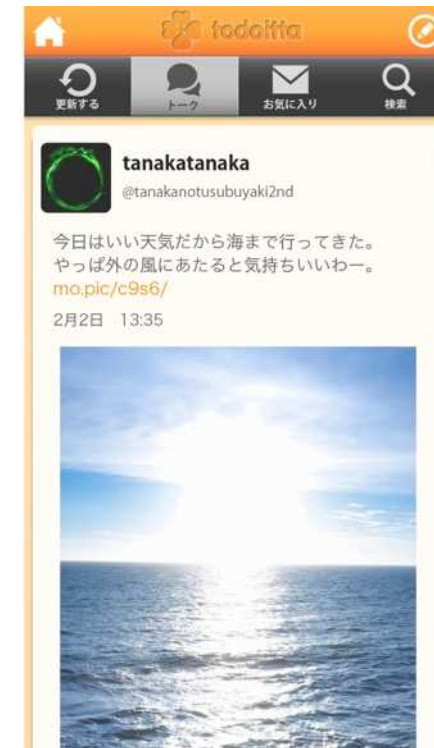 todoitta
更新する
トーク
お気に入り
検索
tanakatanaka
@tanakanotusubuyaki2nd
今日はいい天気だから海まで行ってきた。
やっぱ外の風にあたると気持ちいいわー。
mo.pic/c9s6/
2月2日 13:35